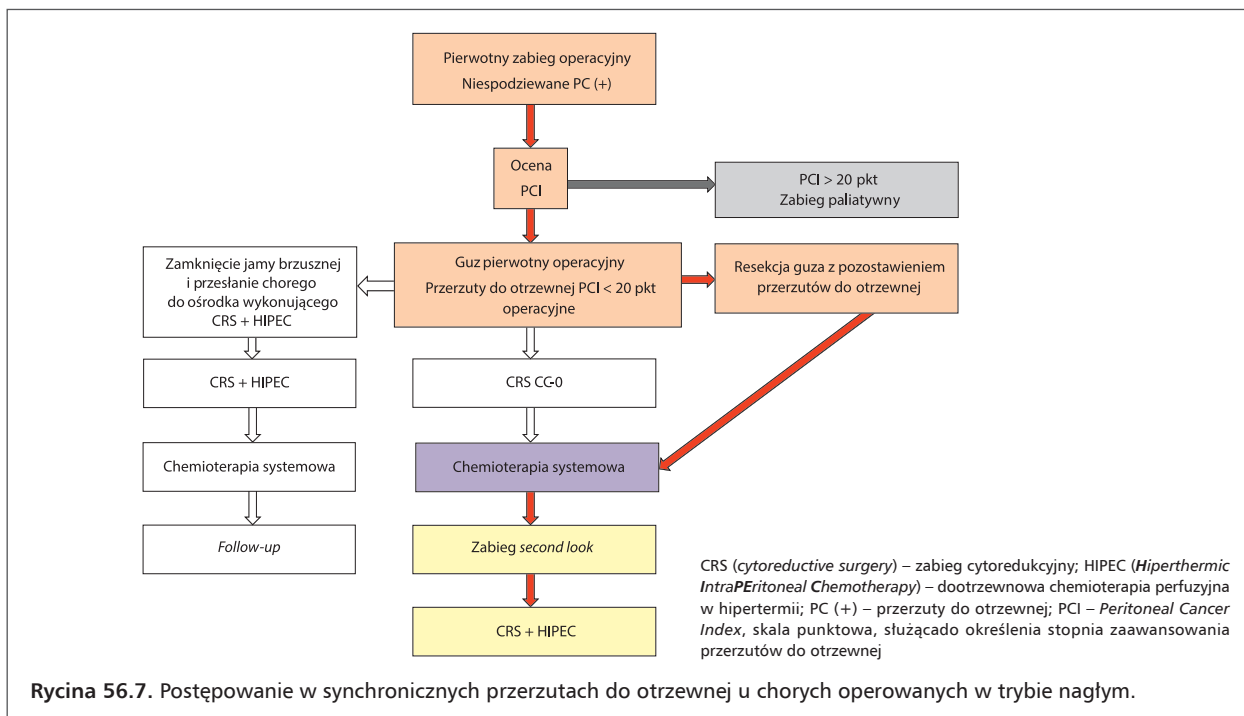 Pierwotny zabieg operacyjny
Niespodziewane PC (+)
Ocena
PCI
PCI > 20 pkt
Zabieg paliatywny
Zamknięcie jamy brzusznej
i przesłanie chorego
do ośrodka wykonującego
CRS + HIPEC
Guz pierwotny operacyjny
Przerzuty do otrzewnej PCI < 20 pkt
operacyjne
Resekcja guza z pozostawieniem
przerzutów do otrzewnej
CRS + HIPEC
CRS CC-0
Chemioterapia systemowa
Chemioterapia systemowa
Follow-up
Zabieg second look
CRS + HIPEC
CRS (cytoreductive surgery) – zabieg cytoredukcyjny; HIPEC (Hiperthermic
IntraPEritoneal Chemotherapy) – dootrzewnowa chemioterapia perfuzyjna
w hipertermii; PC (+) – przerzuty do otrzewnej; PCI – Peritoneal Cancer
Index, skala punktowa, służącado określenia stopnia zaawansowania
przerzutów do otrzewnej
Rycina 56.7. Postępowanie w synchronicznych przerzutach do otrzewnej u chorych operowanych w trybie nagłym.